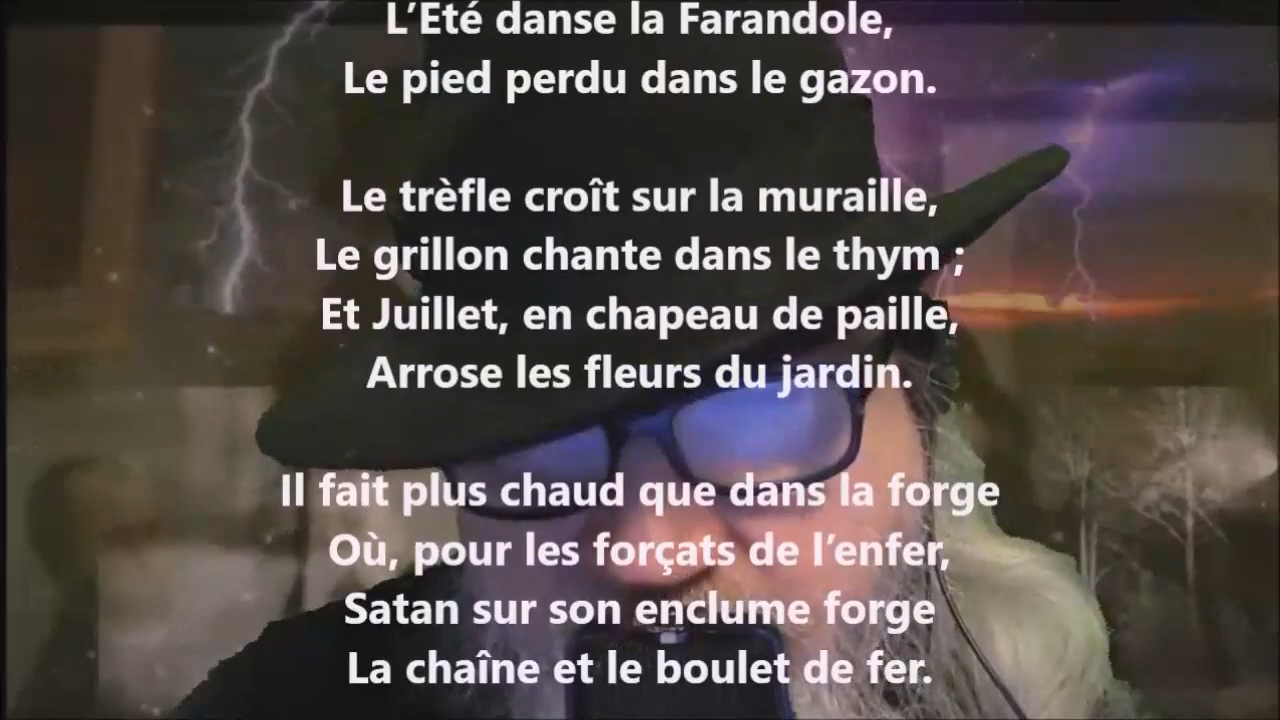 L’Eté danse la Farandole,
Le pied perdu dans le gazon.
Le trèfle croît sur la muraille,
Le grillon chante dans le thym ;
Et Juillet, en chapeau de paille,
Arrose les fleurs du jardin.
Il fait plus chaud que dans la forge
Où, pour les forçats de l’enfer,
Satan sur son enclume forge
La chaîne et le boulet de fer.